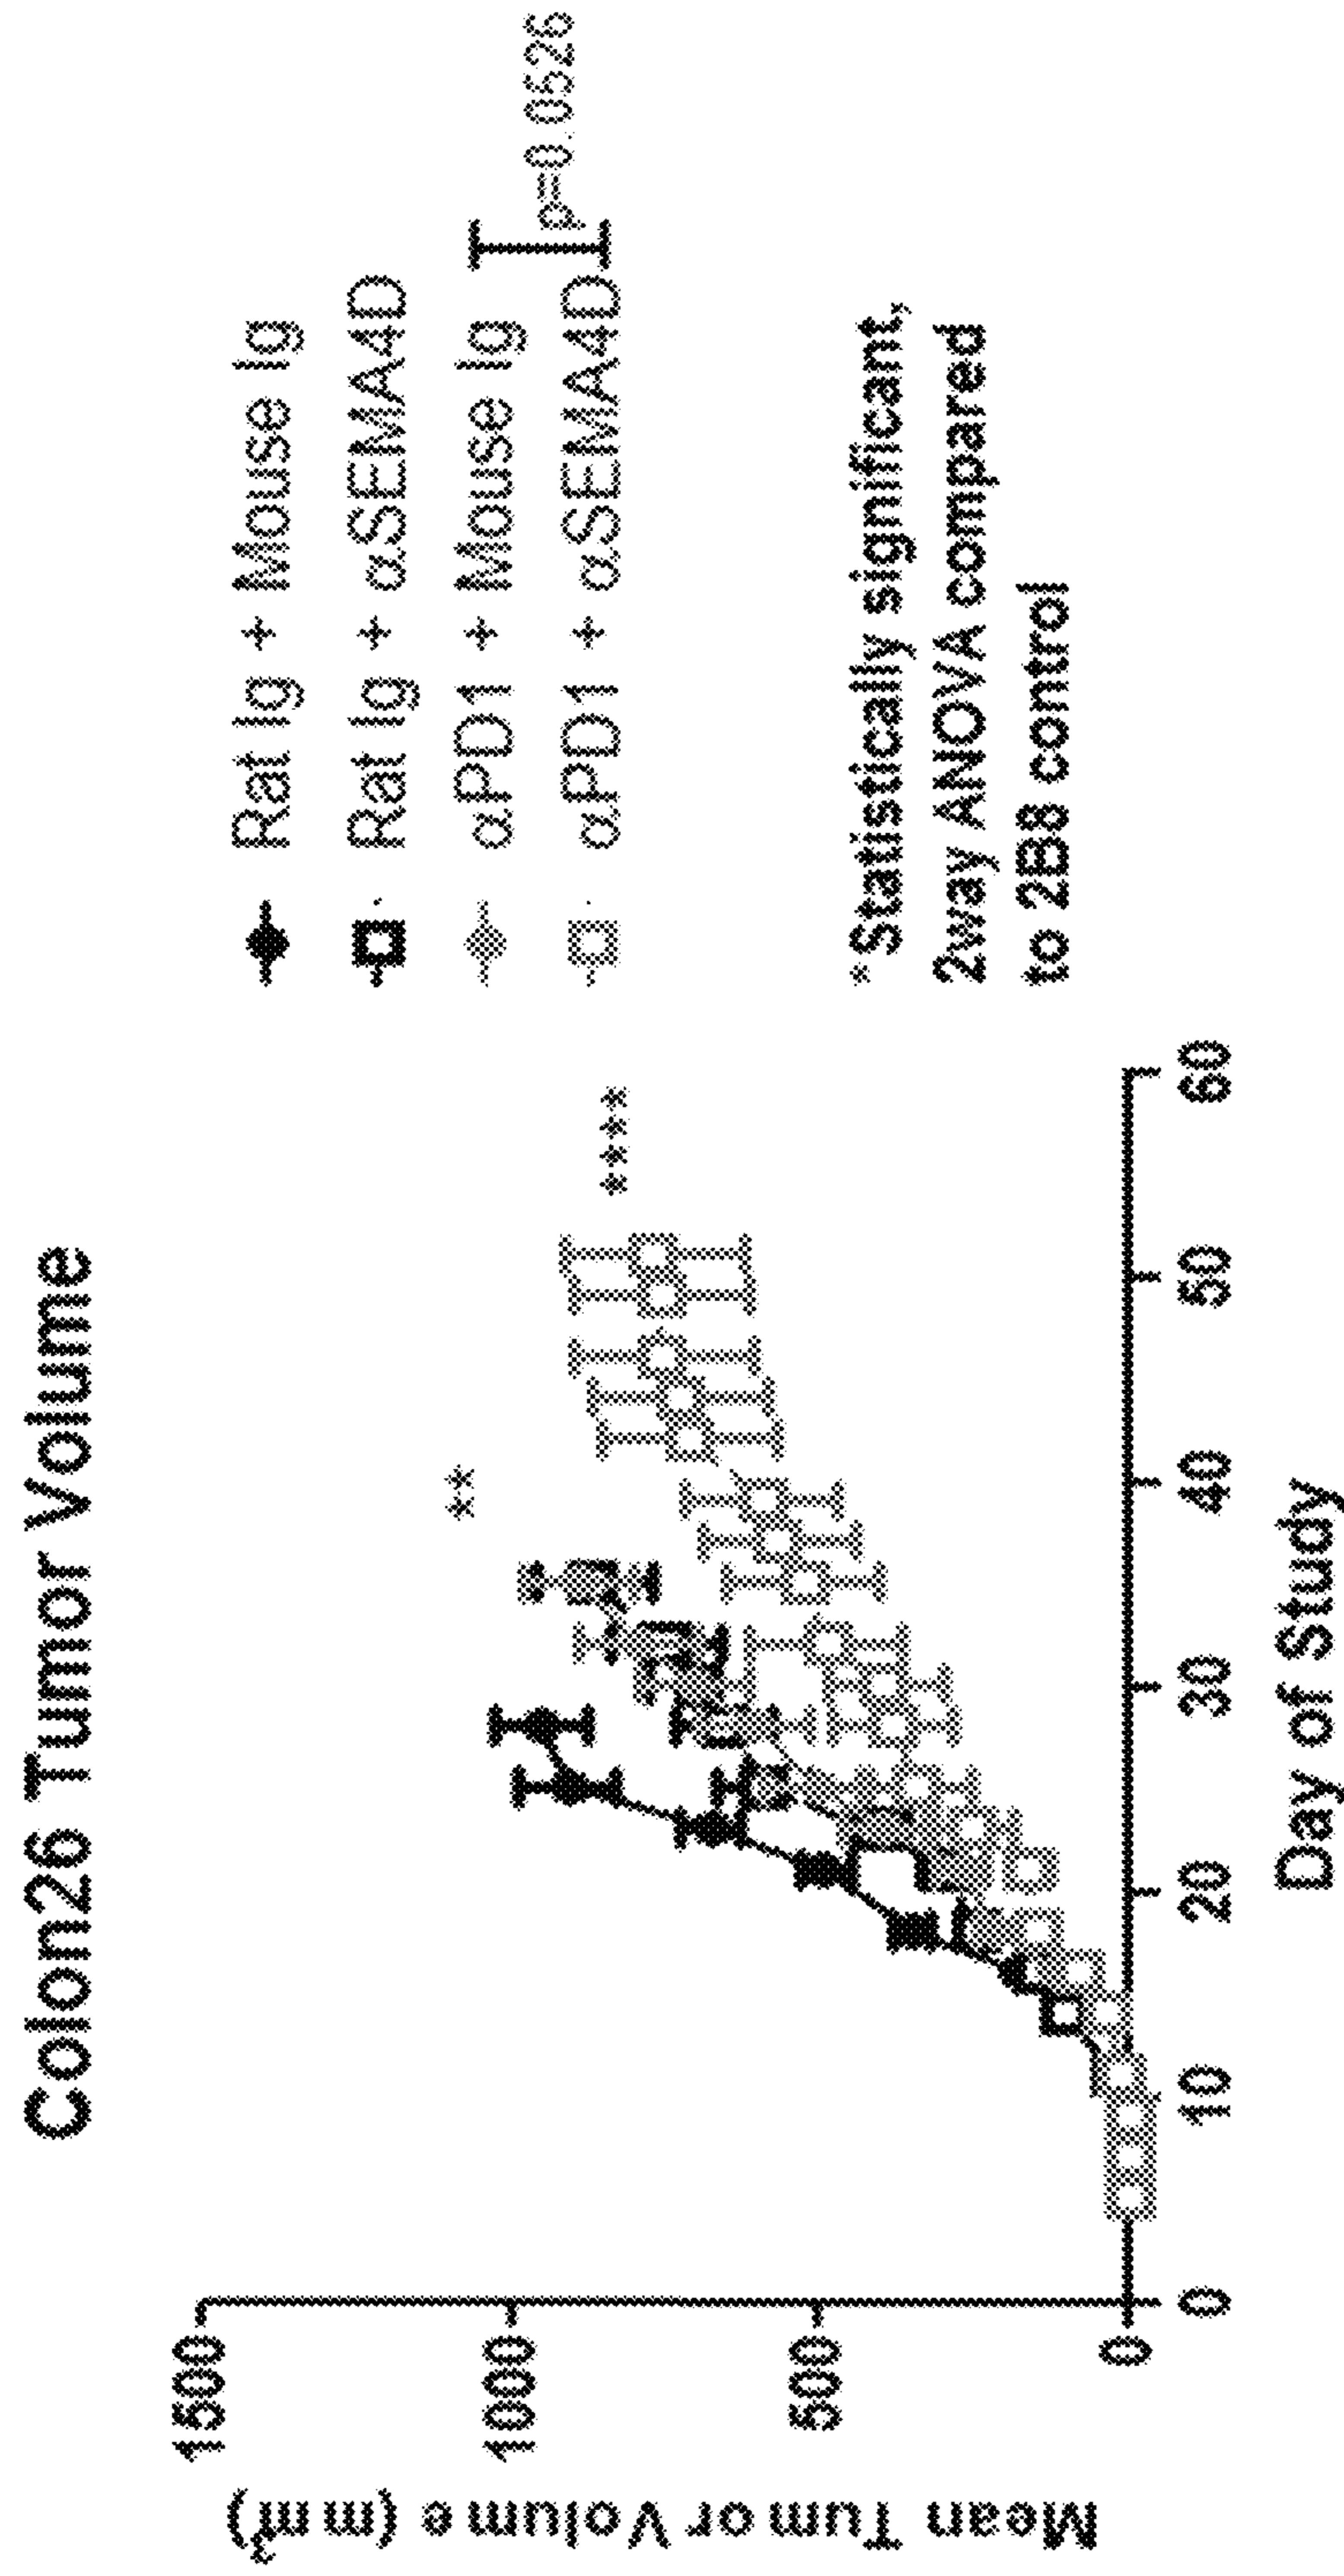 Colon26 Tumor Volume
Mean Tumor Volume (mm³)
1500
1000
500
0
0
10
20
30
40
50
60
Day of Study
**
****
Rat Ig + Mouse Ig
Rat Ig + αSEMA4D
αPD1 + Mouse Ig
αPD1 + αSEMA4D
p=0.0526
*Statistically significant,
2way ANOVA compared
to 2B8 control